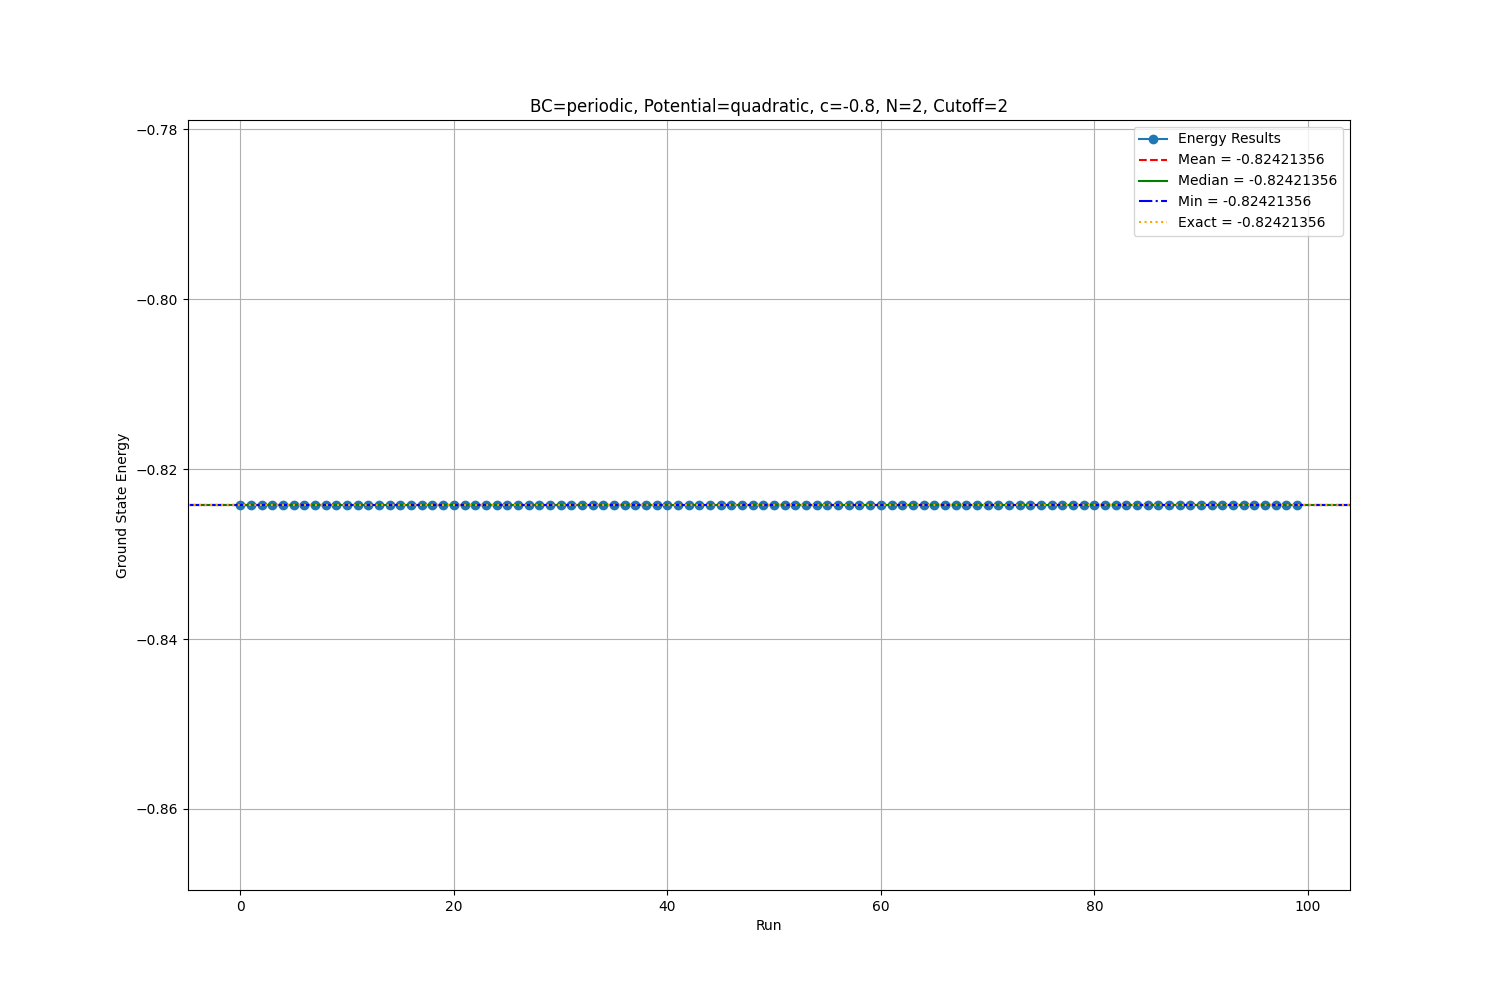 BC=periodic, Potential=quadratic, c=-0.8, N=2, Cutoff=2
Energy Results
Mean = -0.82421356
Median = -0.82421356
Min = -0.82421356
Exact = -0.82421356
Ground State Energy
−0.78
−0.80
−0.82
−0.84
−0.86
0 20 40 60 80 100
Run